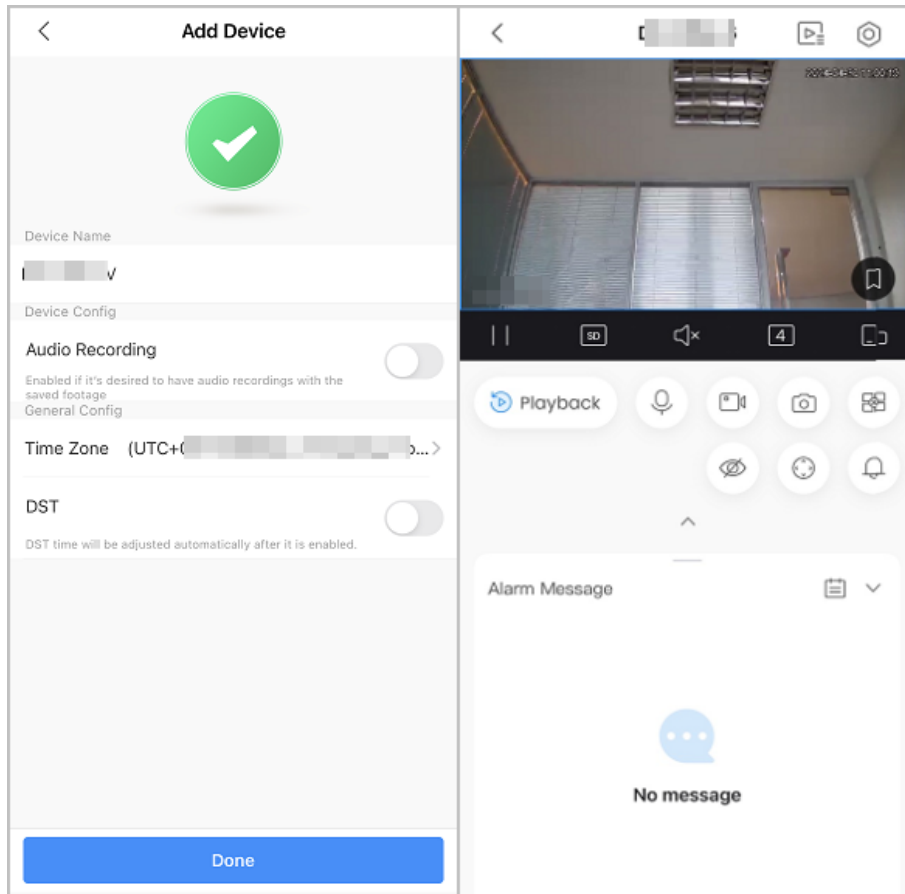 Add Device
Device Name
Device Config
Audio Recording
Enabled if it's desired to have audio recordings with the
saved footage
General Config
Time Zone (UTC+
DST
DST time will be adjusted automatically after it is enabled.
Done
SD
4
Playback
Alarm Message
No message